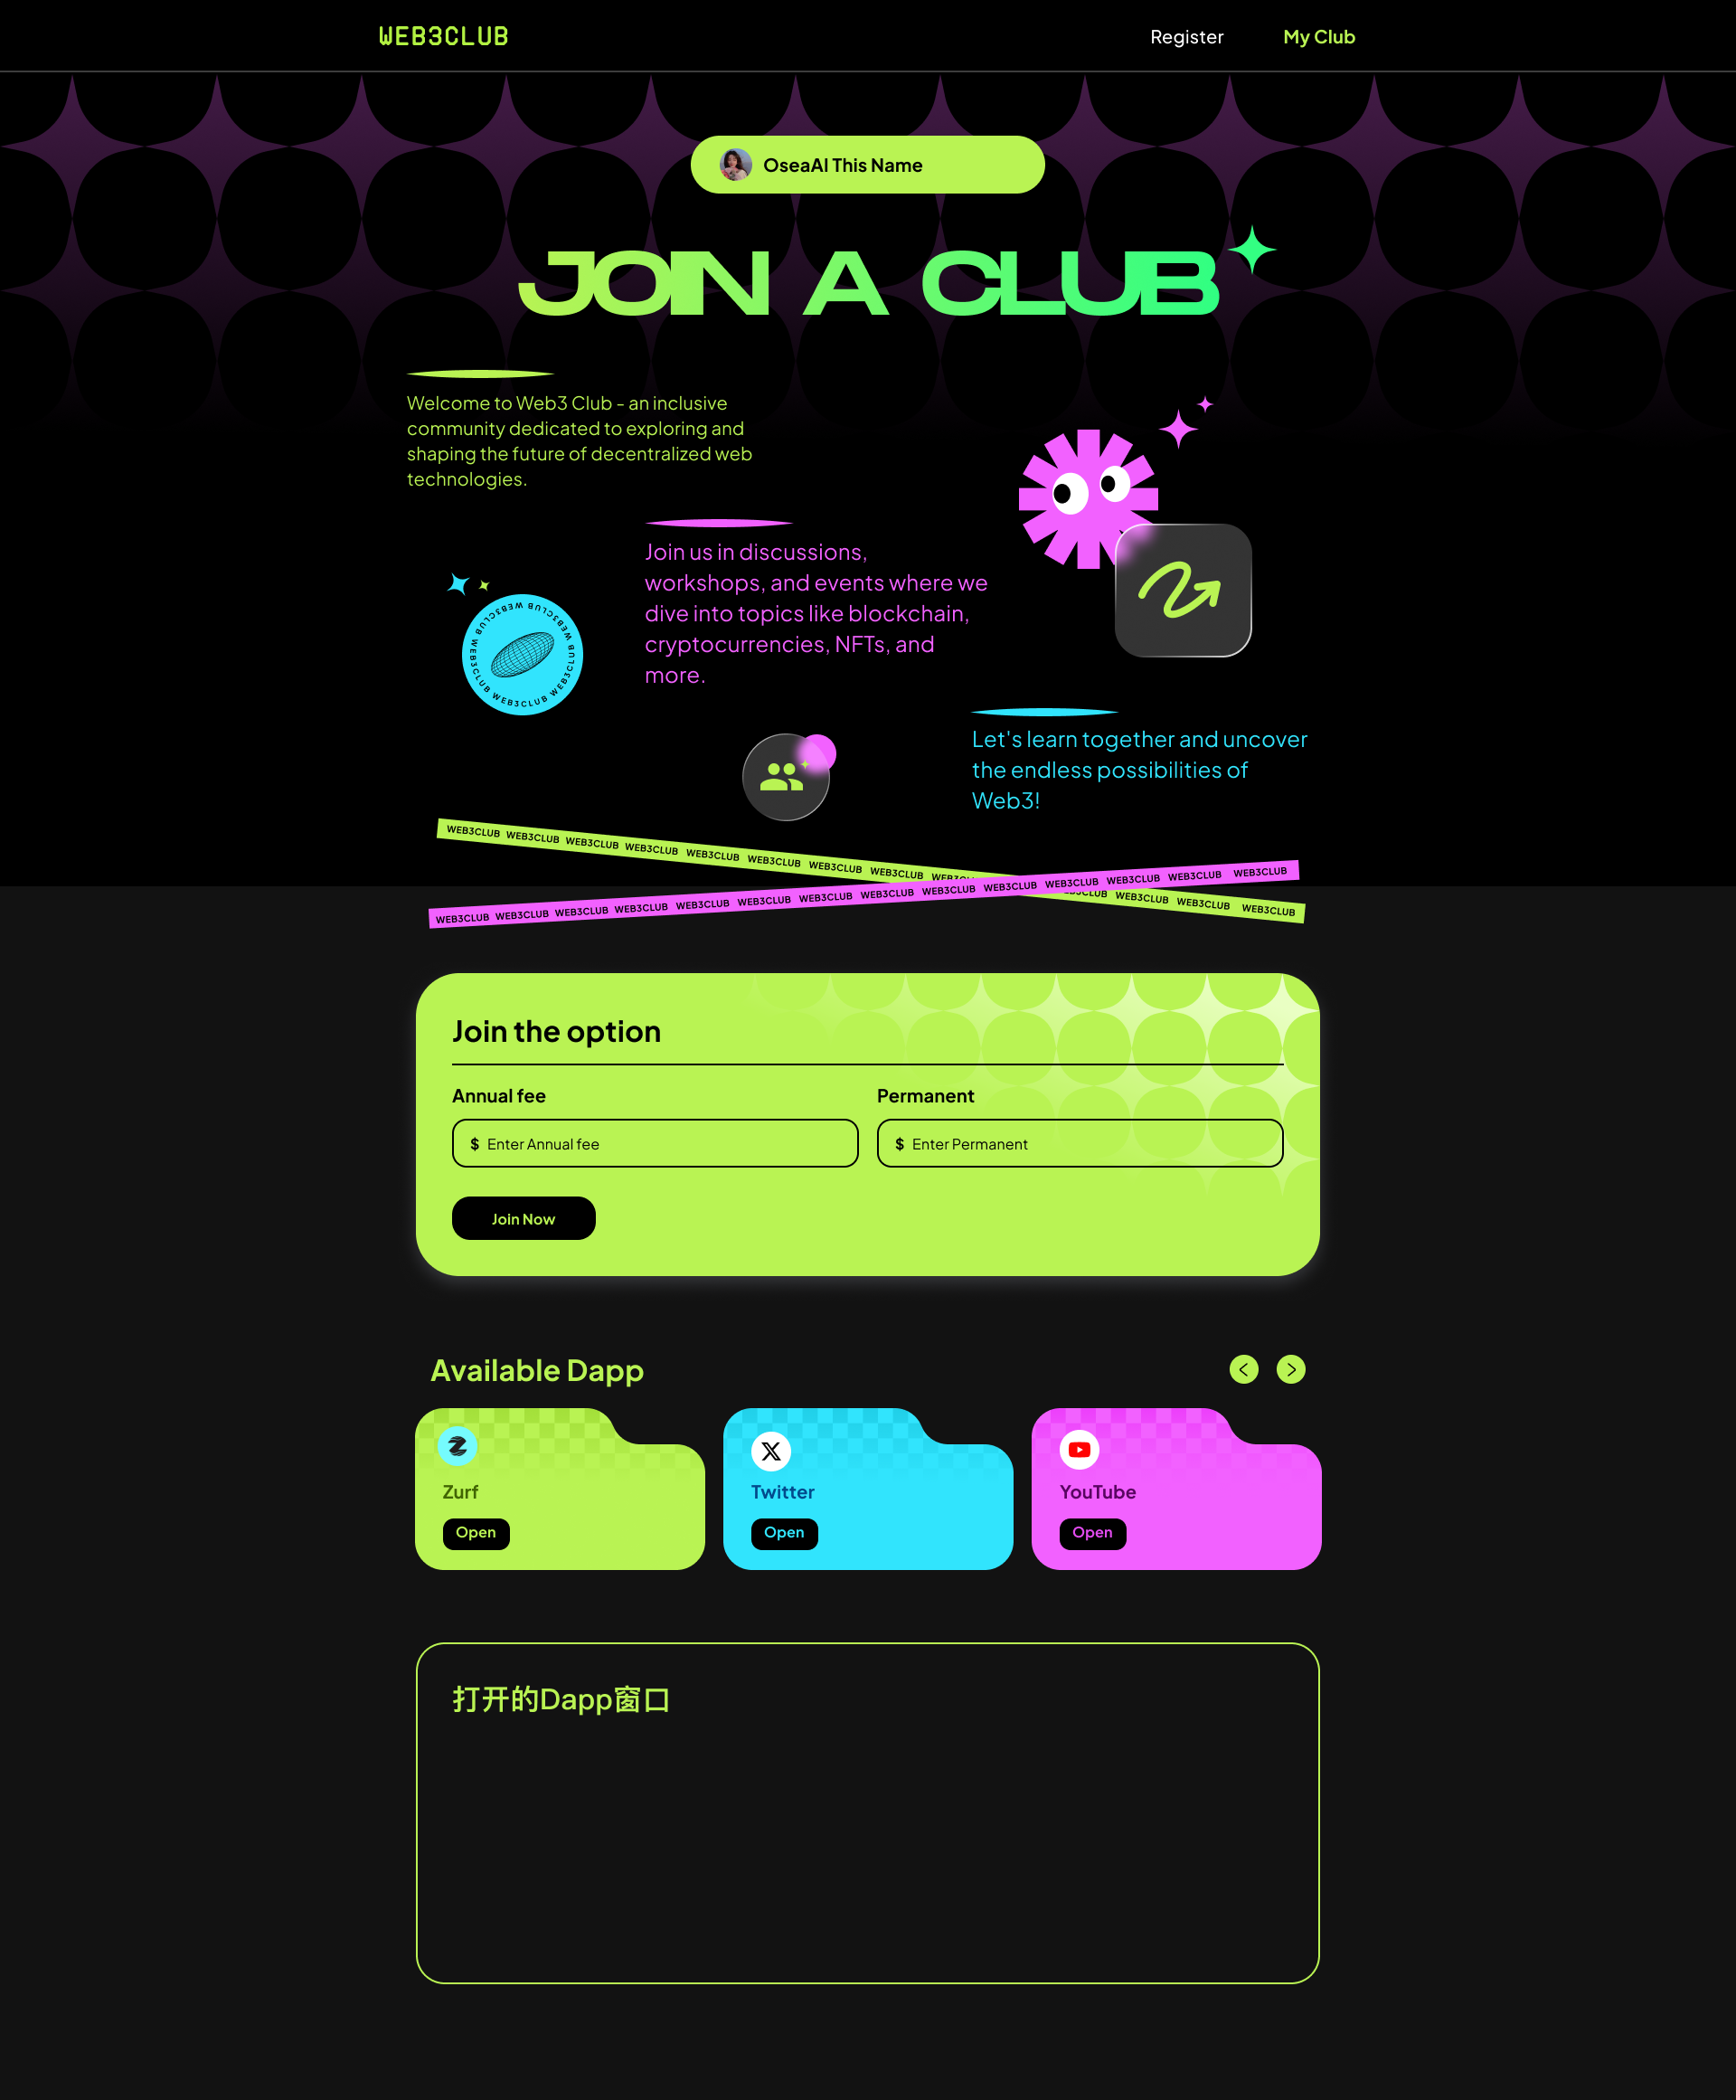 WEB3CLUB
Register
My Club
OseaAI This Name
JOIN A CLUB
Welcome to Web3 Club - an inclusive
community dedicated to exploring and
shaping the future of decentralized web
technologies.
Join us in discussions,
workshops, and events where we
dive into topics like blockchain,
cryptocurrencies, NFTs, and
more.
WEB3CLUB WEB3CLUB WEB3CLUB WEB3CLUB WEB3CLUB WEB3CLUB
Let's learn together and uncover
the endless possibilities of
Web3!
WEB3CLUB WEB3CLUB WEB3CLUB WEB3CLUB WEB3CLUB WEB3CLUB WEB3CLUB WEB3CLUB WEB3CLUB WEB3CLUB WEB3CLUB WEB3CLUB
WEB3CLUB WEB3CLUB WEB3CLUB WEB3CLUB WEB3CLUB WEB3CLUB WEB3CLUB WEB3CLUB WEB3CLUB WEB3CLUB WEB3CLUB WEB3CLUB WEB3CLUB WEB3CLUB
Join the option
Annual fee
Permanent
$ Enter Annual fee
$ Enter Permanent
Join Now
Available Dapp
Zurf
Open
Twitter
Open
YouTube
Open
打开的Dapp窗口